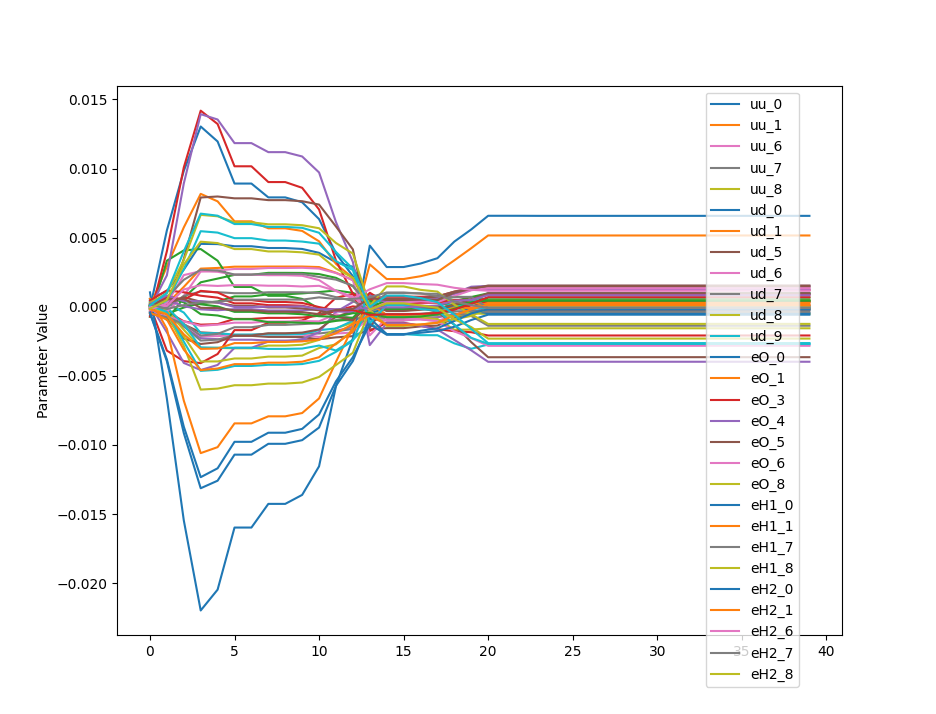 0.015
0.010
0.005
0.000
−0.005
−0.010
−0.015
−0.020
Parameter Value
0 5 10 15 20 25 30 35 40
uu_0
uu_1
uu_6
uu_7
uu_8
ud_0
ud_1
ud_5
ud_6
ud_7
ud_8
ud_9
eO_0
eO_1
eO_3
eO_4
eO_5
eO_6
eO_8
eH1_0
eH1_1
eH1_7
eH1_8
eH2_0
eH2_1
eH2_6
eH2_7
eH2_8